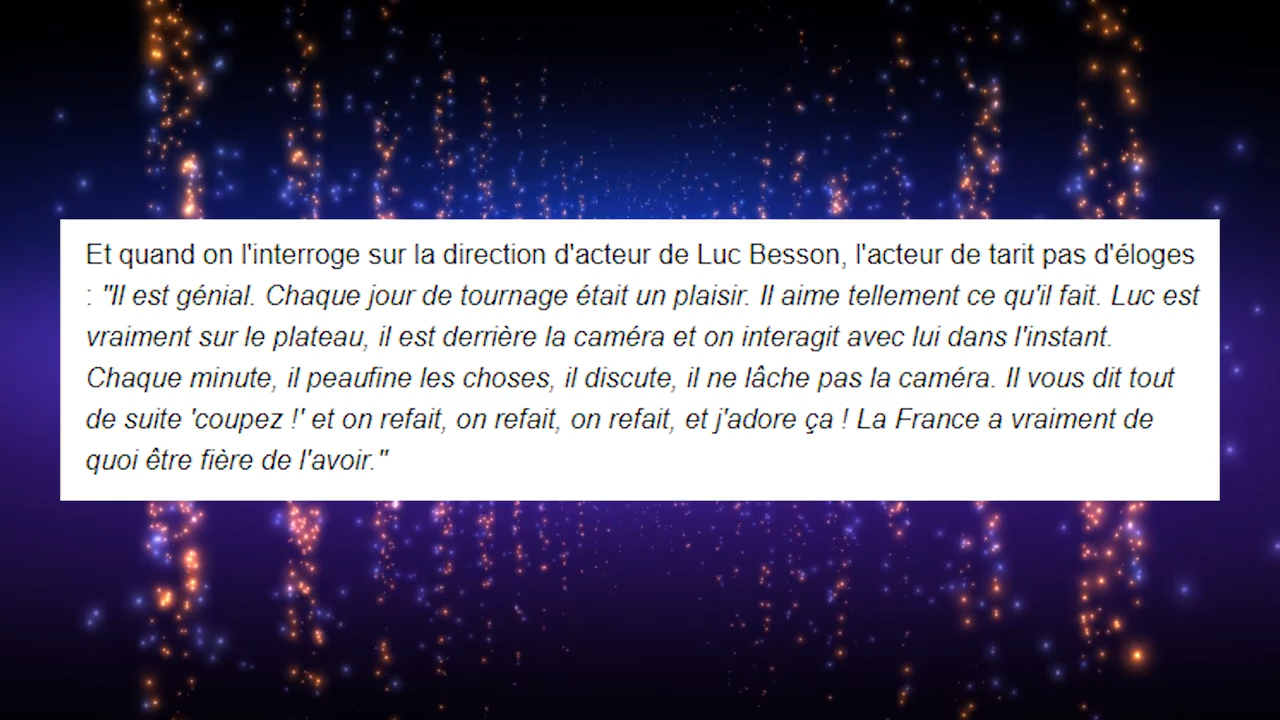 Et quand on l'interroge sur la direction d'acteur de Luc Besson, l'acteur de tarit pas d'éloges
: "Il est génial. Chaque jour de tournage était un plaisir. Il aime tellement ce qu'il fait. Luc est
vraiment sur le plateau, il est derrière la caméra et on interagit avec lui dans l'instant.
Chaque minute, il peaufine les choses, il discute, il ne lâche pas la caméra. Il vous dit tout
de suite 'coupez !' et on refait, on refait, on refait, et j'adore ça ! La France a vraiment de
quoi être fière de l'avoir."